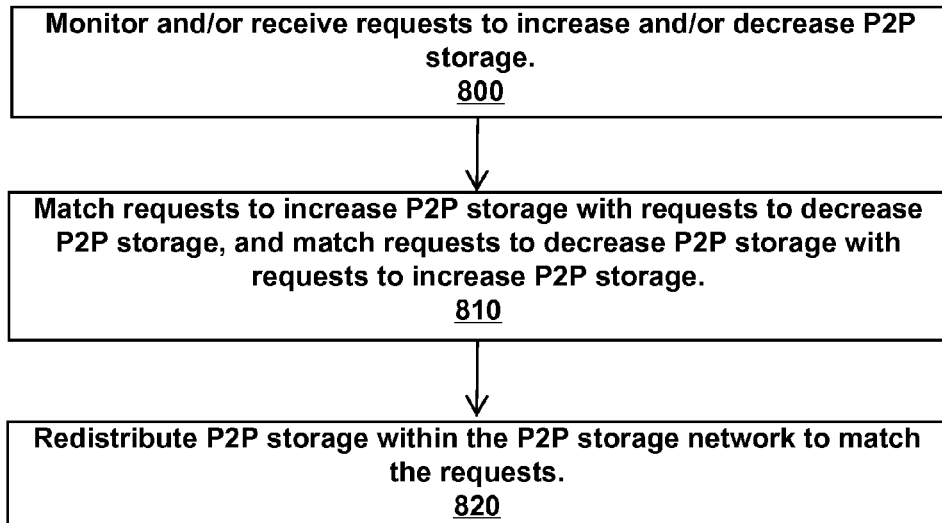 Monitor and/or receive requests to increase and/or decrease P2P
storage.
800
Match requests to increase P2P storage with requests to decrease
P2P storage, and match requests to decrease P2P storage with
requests to increase P2P storage.
810
Redistribute P2P storage within the P2P storage network to match
the requests.
820